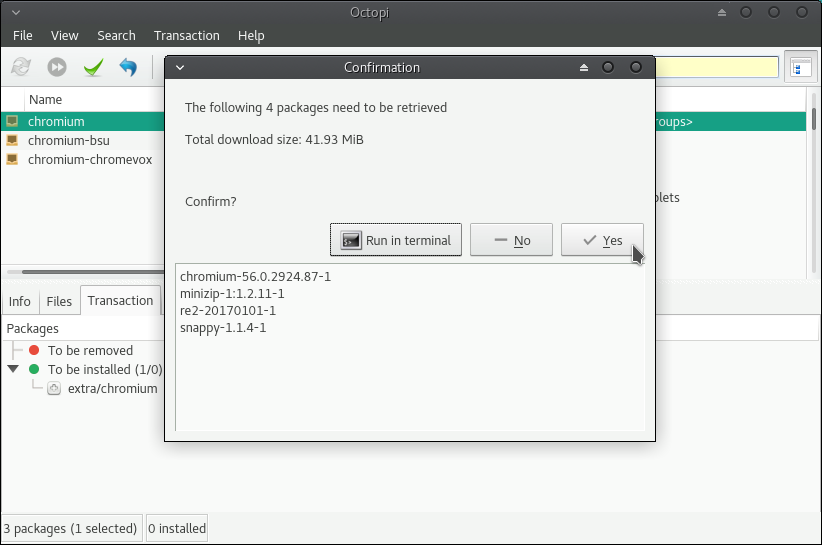 Octopi
File View Search Transaction Help
Confirmation
The following 4 packages need to be retrieved
Total download size: 41.93 MiB
Confirm?
Run in terminal No Yes
chromium-56.0.2924.87-1
minizip-1:1.2.11-1
re2-20170101-1
snappy-1.1.4-1
Name
chromium
chromium-bsu
chromium-chromevox
Info Files Transaction
Packages
To be removed
To be installed (1/0)
extra/chromium
3 packages (1 selected) 0 installed